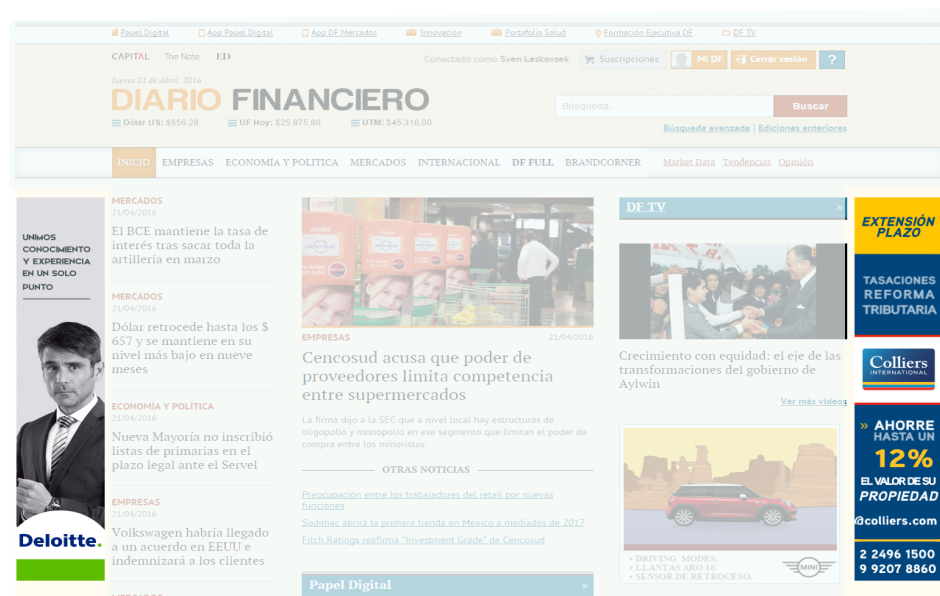 Papel Digital
App Papel Digital
App DF Mercados
Innovación
Portafolio Salud
Formación Ejecutiva DF
DF TV
CAPITAL The Note ED
Conectado como Sven Leskovsek
Suscripciones
Mi DF
Cerrar sesión
?
Jueves 21 de Abril, 2016
DIARIO FINANCIERO
Dólar US: $656,28
UF Hoy: $25.875,80
UTM: $45.316,00
Búsqueda...
Buscar
Búsqueda avanzada | Ediciones anteriores
INICIO EMPRESAS ECONOMÍA Y POLITICA MERCADOS INTERNACIONAL DF FULL BRANDCORNER Market Data Tendencias Opinión
UNIMOS
CONOCIMIENTO
Y EXPERIENCIA
EN UN SOLO
PUNTO
Deloitte.
MERCADOS
21/04/2016
El BCE mantiene la tasa de
interés tras sacar toda la
artillería en marzo
MERCADOS
21/04/2016
Dólar retrocede hasta los $
657 y se mantiene en su
nivel más bajo en nueve
meses
ECONOMÍA Y POLÍTICA
21/04/2016
Nueva Mayoría no inscribió
listas de primarias en el
plazo legal ante el Servel
EMPRESAS
21/04/2016
Volkswagen habría llegado
a un acuerdo en EEUU e
indemnizará a los clientes
MERCADOS
EMPRESAS
21/04/2016
Cencosud acusa que poder de
proveedores limita competencia
entre supermercados
La firma dijo a la SEC que a nivel local hay estructuras de
oligopolio y monopolio en ese segmento que limitan el poder de
compra entre los minoristas.
OTRAS NOTICIAS
Preocupación entre los trabajadores del retail por nuevas
funciones
Sodimac abrirá la primera tienda en México a mediados de 2017
Fitch Ratings reafirma "Investment Grade" de Cencosud
Papel Digital »
DF TV »
Crecimiento con equidad: el eje de las
transformaciones del gobierno de
Aylwin
Ver más videos
• DRIVING MODES.
• LLANTAS ARO 16.
• SENSOR DE RETROCESO.
MINI
EXTENSIÓN
PLAZO
TASACIONES
REFORMA
TRIBUTARIA
Colliers
INTERNATIONAL
» AHORRE
HASTA UN
12%
EL VALOR DE SU
PROPIEDAD
@colliers.com
2 2496 1500
9 9207 8860